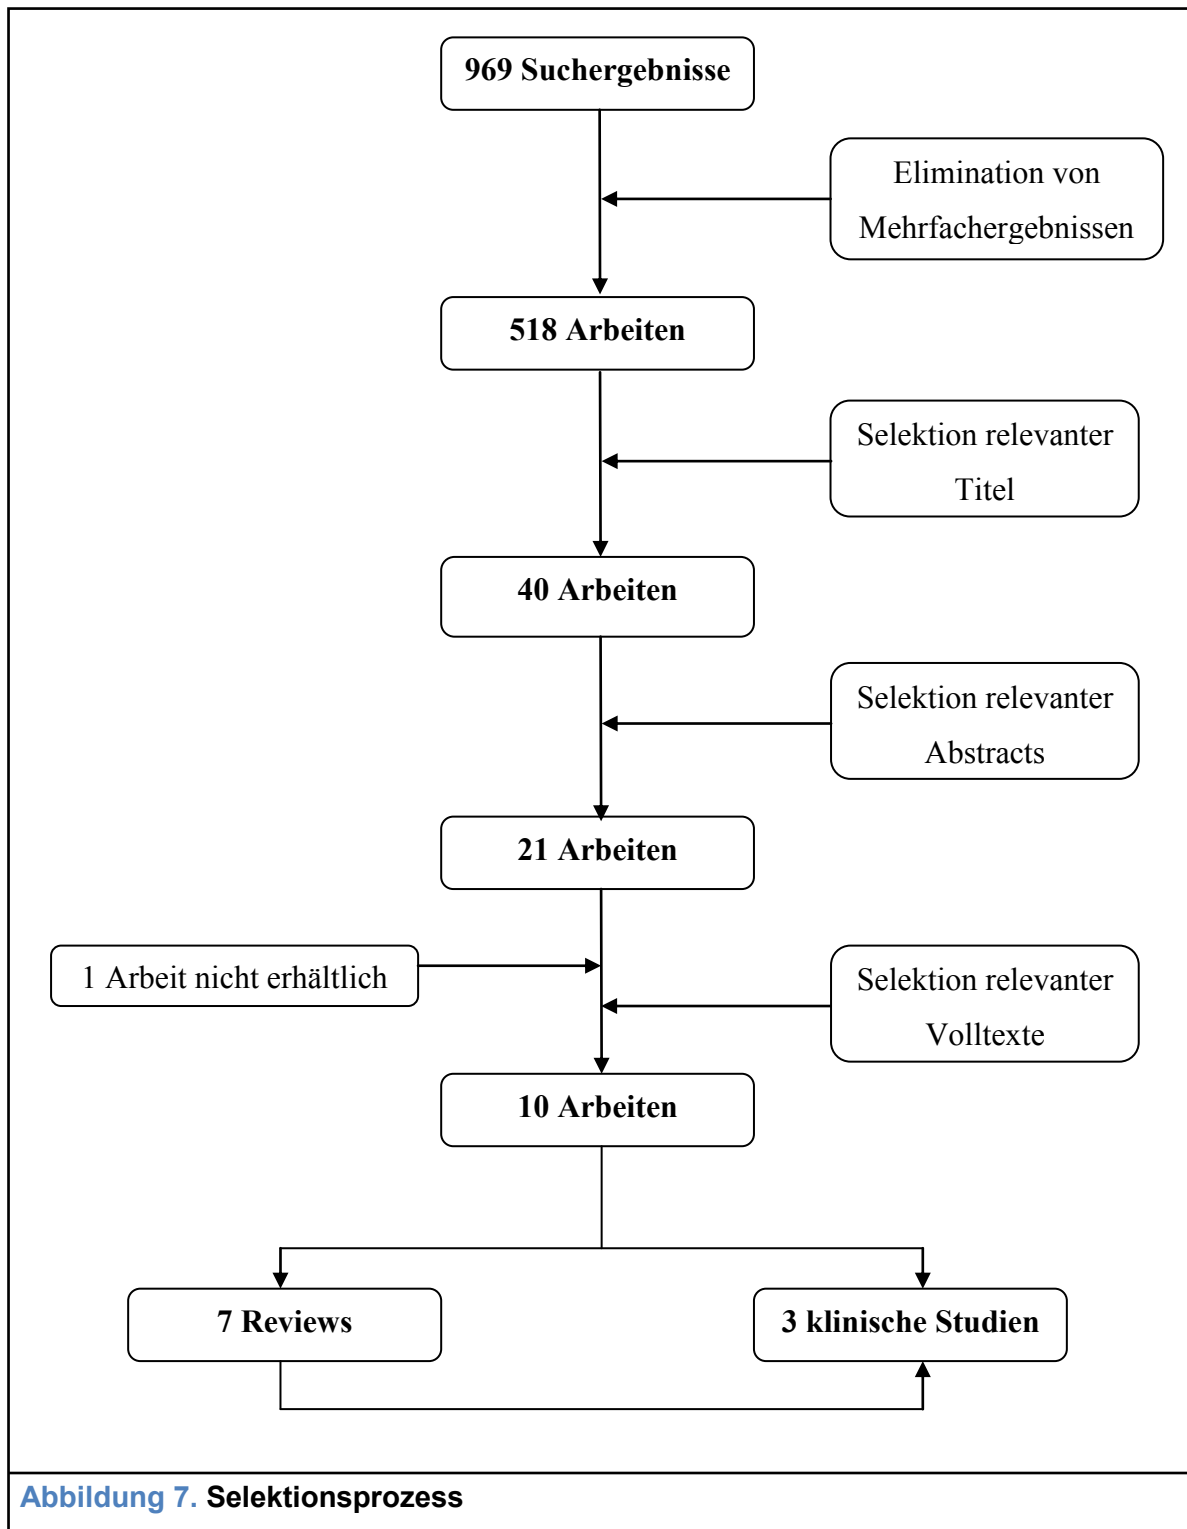 969 Suchergebnisse
Elimination von
Mehrfachergebnissen
518 Arbeiten
Selektion relevanter
Titel
40 Arbeiten
Selektion relevanter
Abstracts
21 Arbeiten
1 Arbeit nicht erhältlich
Selektion relevanter
Volltexte
10 Arbeiten
7 Reviews
3 klinische Studien
Abbildung 7. Selektionsprozess